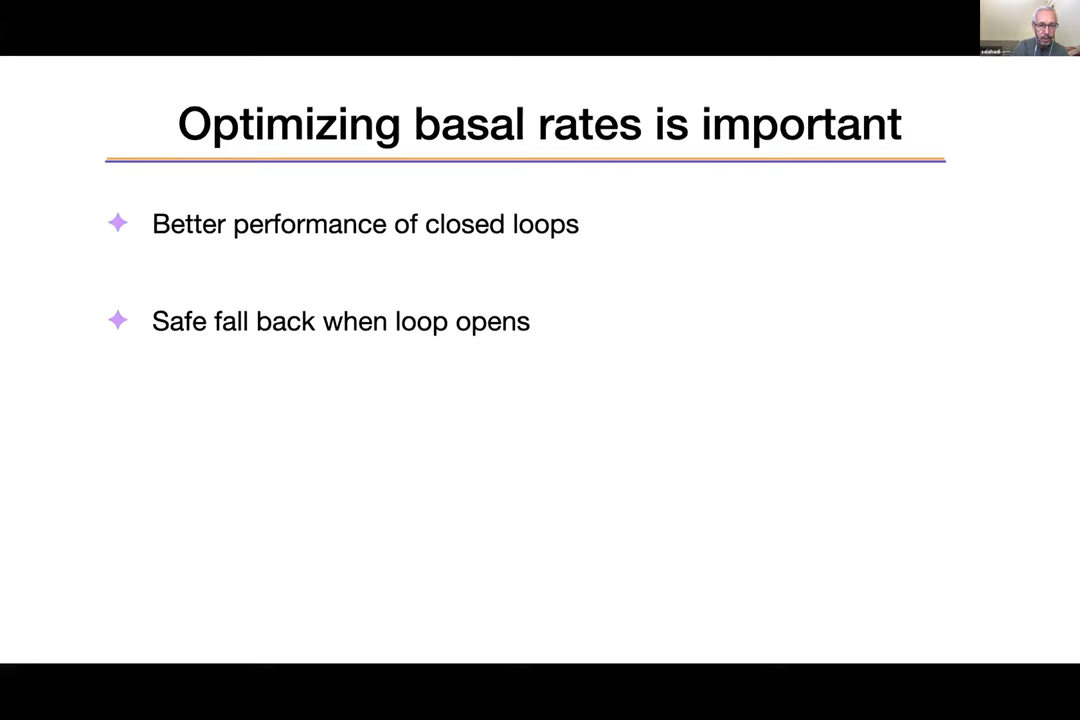 Optimizing basal rates is important
Better performance of closed loops
Safe fall back when loop opens